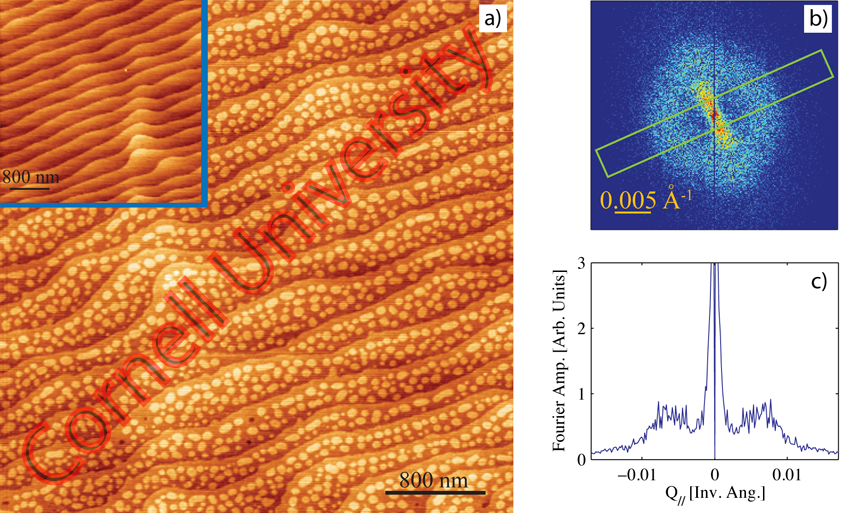 a)
800 nm
Cornell University
800 nm
b)
0.005 Å⁻¹
c)
Fourier Amp. [Arb. Units]
3
2
1
0
−0.01
0
0.01
Q// [Inv. Ang.]